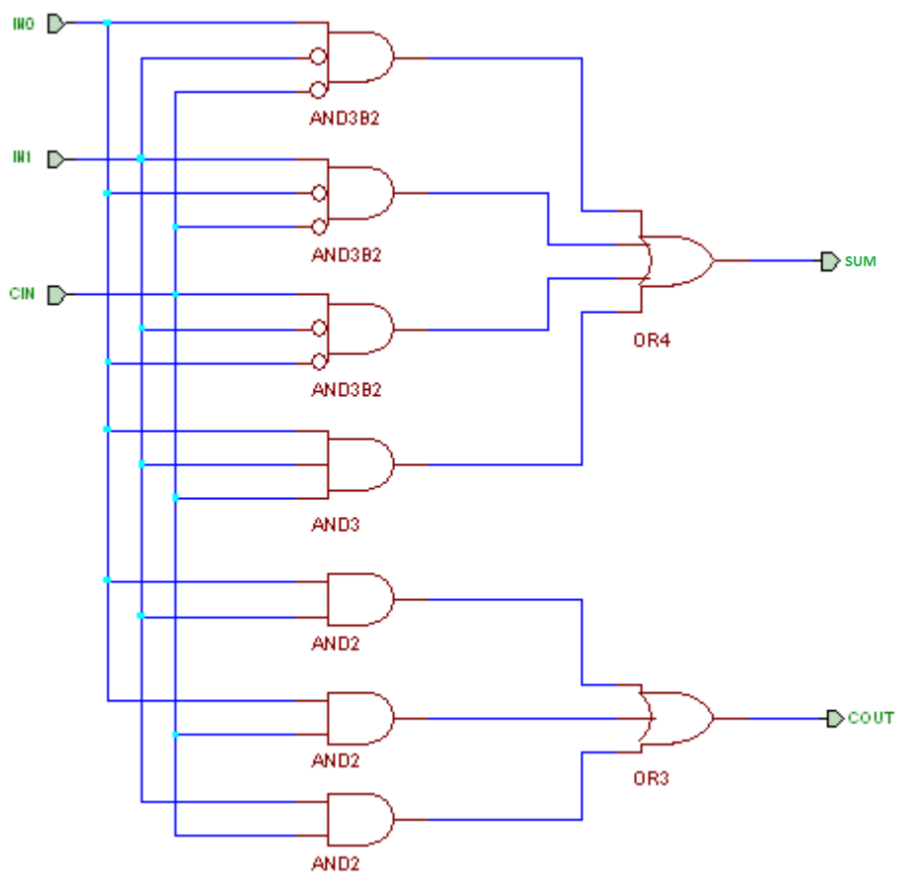 IN0
AND3B2
IN1
AND3B2
SUM
CIN
OR4
AND3B2
AND3
AND2
COUT
AND2
OR3
AND2